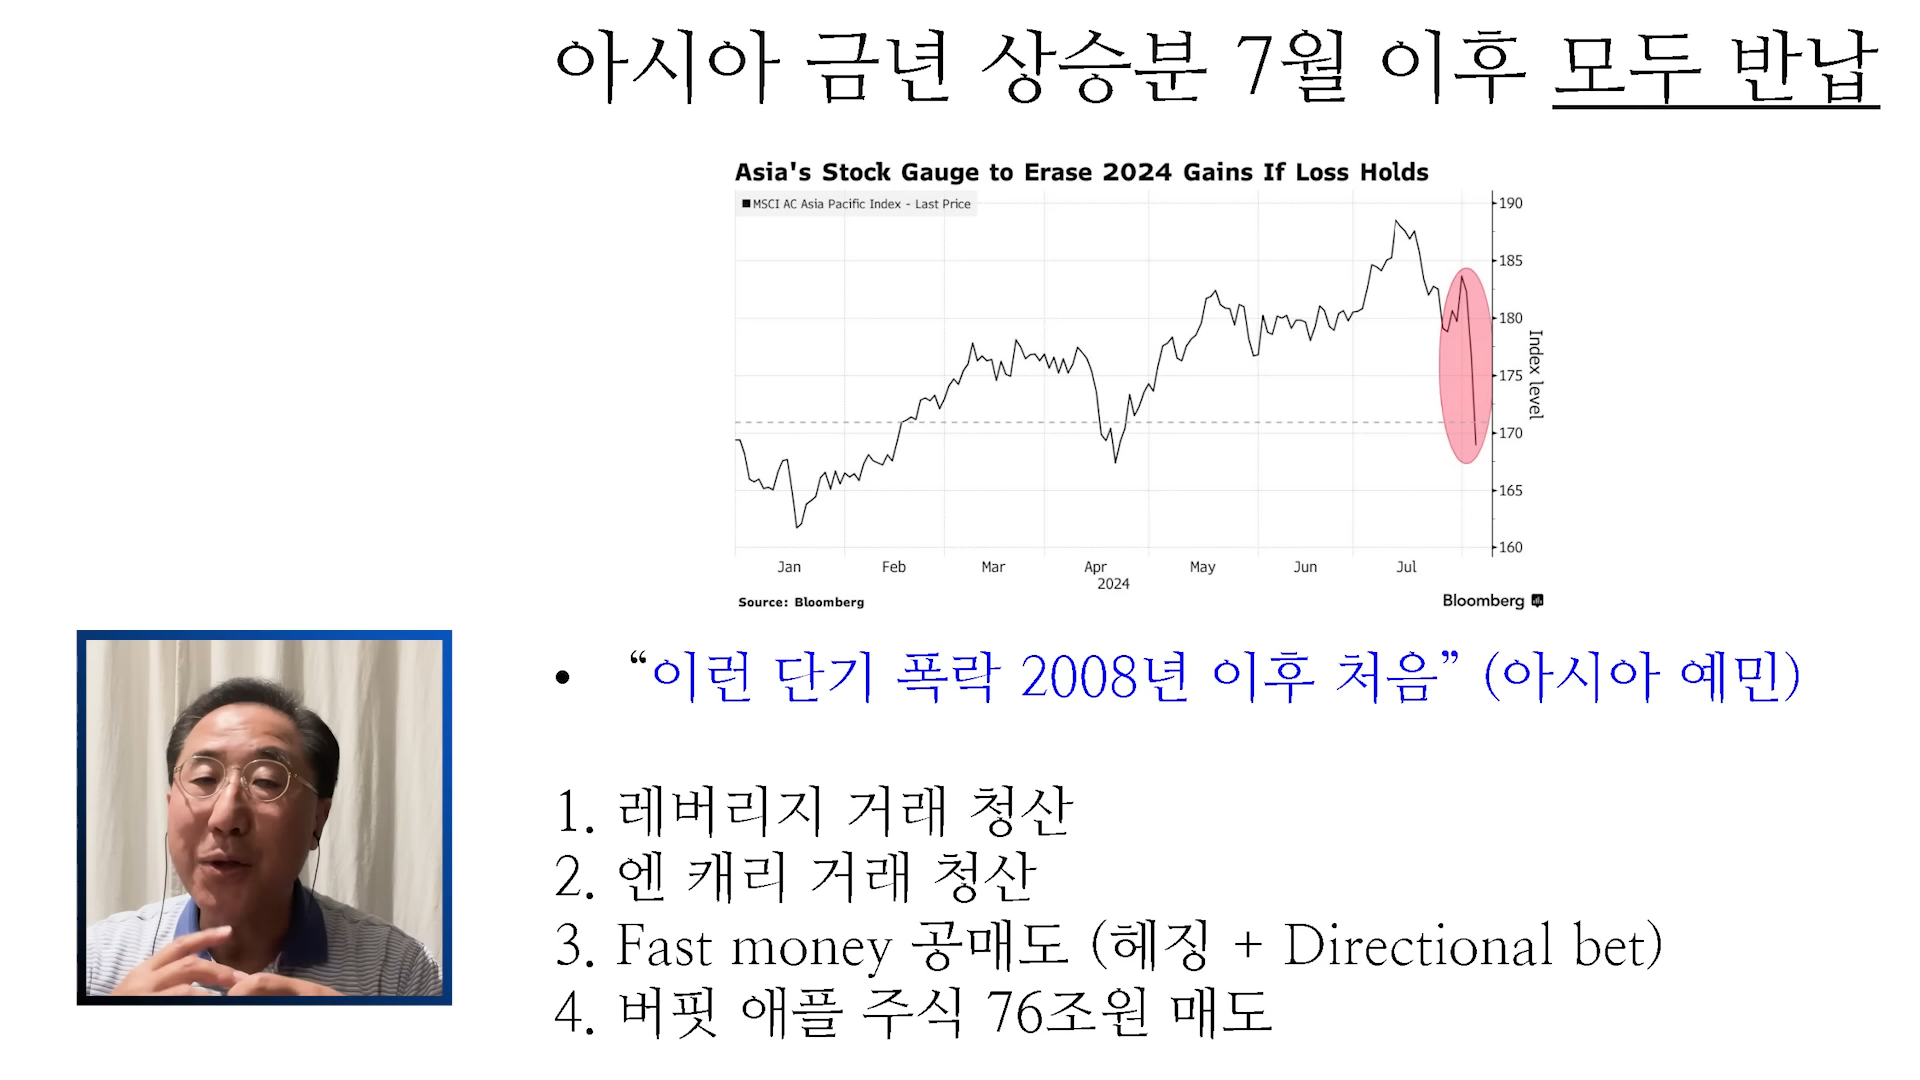 아시아 금년 상승분 7월 이후 모두 반납
Asia's Stock Gauge to Erase 2024 Gains If Loss Holds
MSCI AC Asia Pacific Index - Last Price
190
185
180
175
170
165
160
Index level
Jan Feb Mar Apr May Jun Jul
2024
Source: Bloomberg
Bloomberg
• “이런 단기 폭락 2008년 이후 처음” (아시아 예민)
1. 레버리지 거래 청산
2. 엔 캐리 거래 청산
3. Fast money 공매도 (헤징 + Directional bet)
4. 버핏 애플 주식 76조원 매도